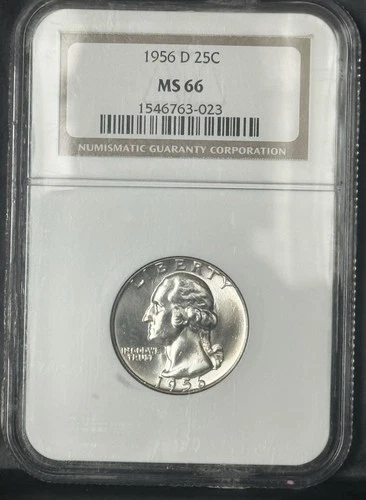 1956 D 25C
MS 66
1546763-023
NUMISMATIC GUARANTY CORPORATION
LIBERTY
IN GOD WE
TRUST
1956